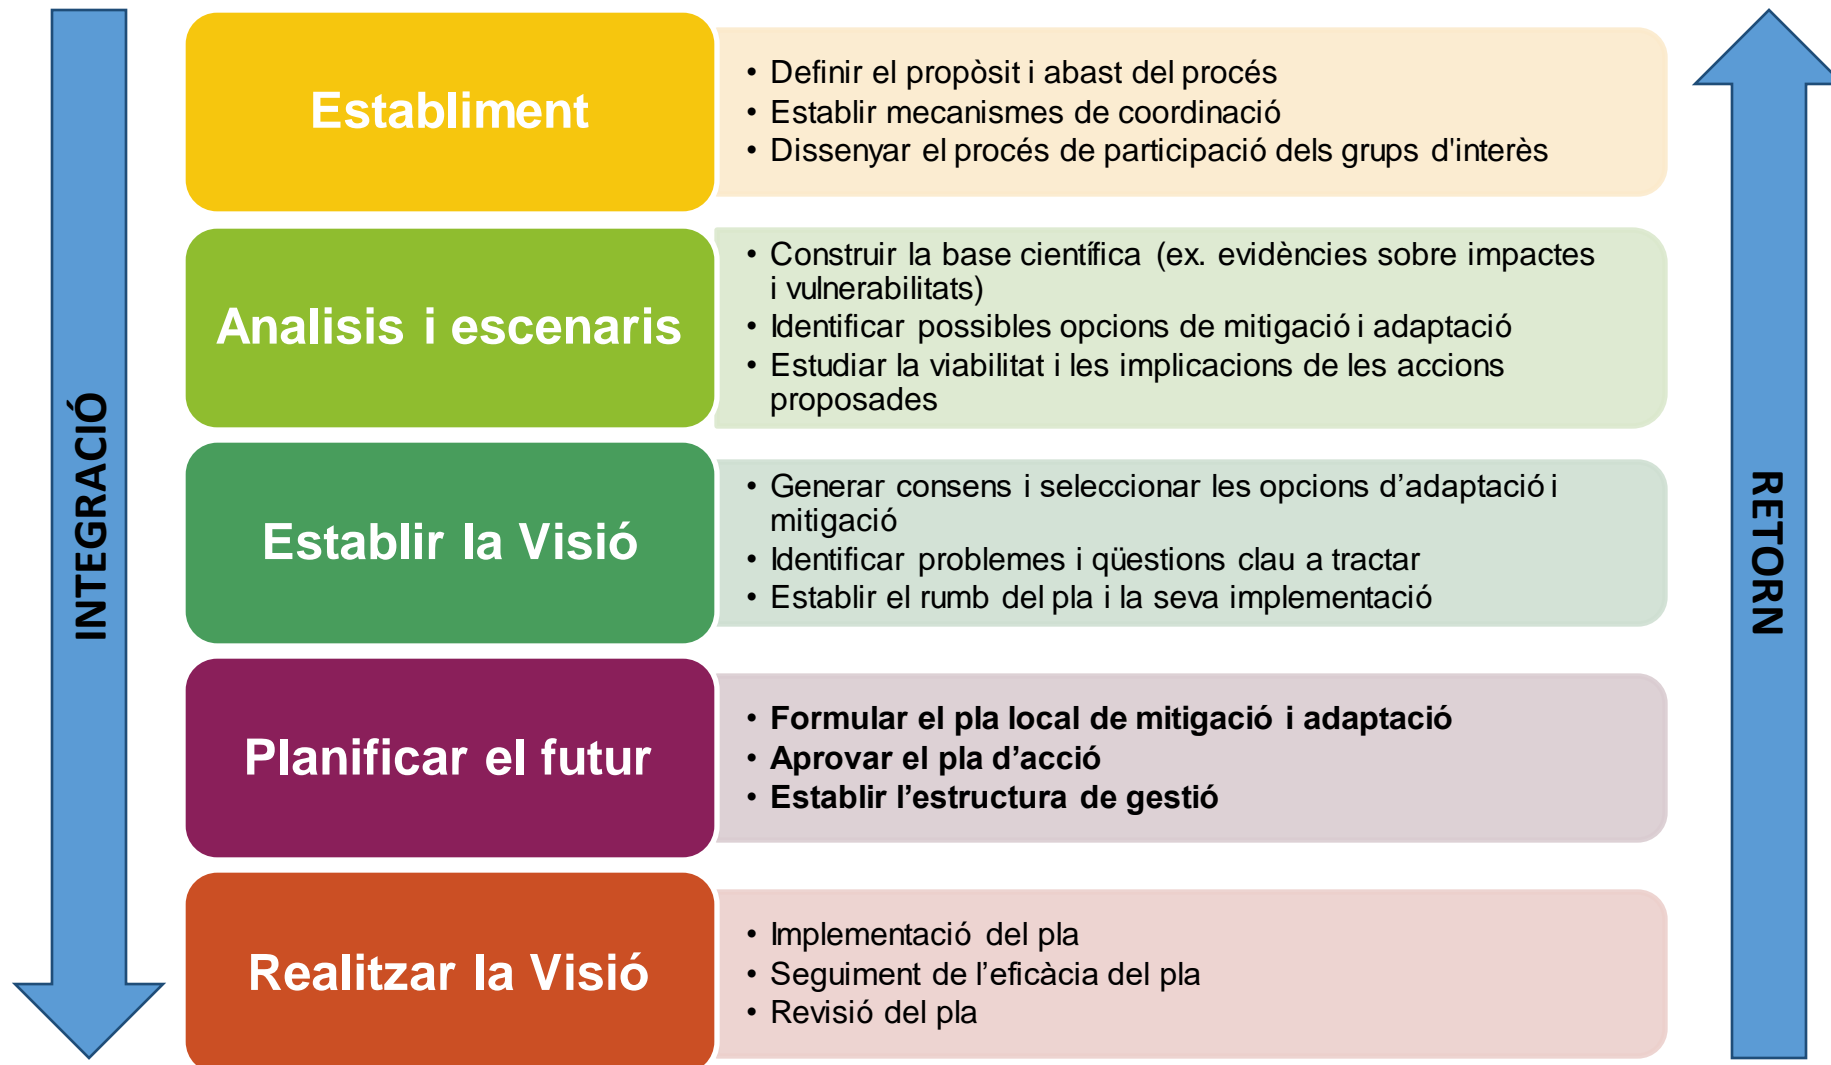 INTEGRACIÓ
Establiment
• Definir el propòsit i abast del procés
• Establir mecanismes de coordinació
• Dissenyar el procés de participació dels grups d'interès
Analisis i escenaris
• Construir la base científica (ex. evidències sobre impactes
i vulnerabilitats)
• Identificar possibles opcions de mitigació i adaptació
• Estudiar la viabilitat i les implicacions de les accions
proposades
Establir la Visió
• Generar consens i seleccionar les opcions d’adaptació i
mitigació
• Identificar problemes i qüestions clau a tractar
• Establir el rumb del pla i la seva implementació
Planificar el futur
• Formular el pla local de mitigació i adaptació
• Aprovar el pla d’acció
• Establir l’estructura de gestió
Realitzar la Visió
• Implementació del pla
• Seguiment de l’eficàcia del pla
• Revisió del pla
RETORN